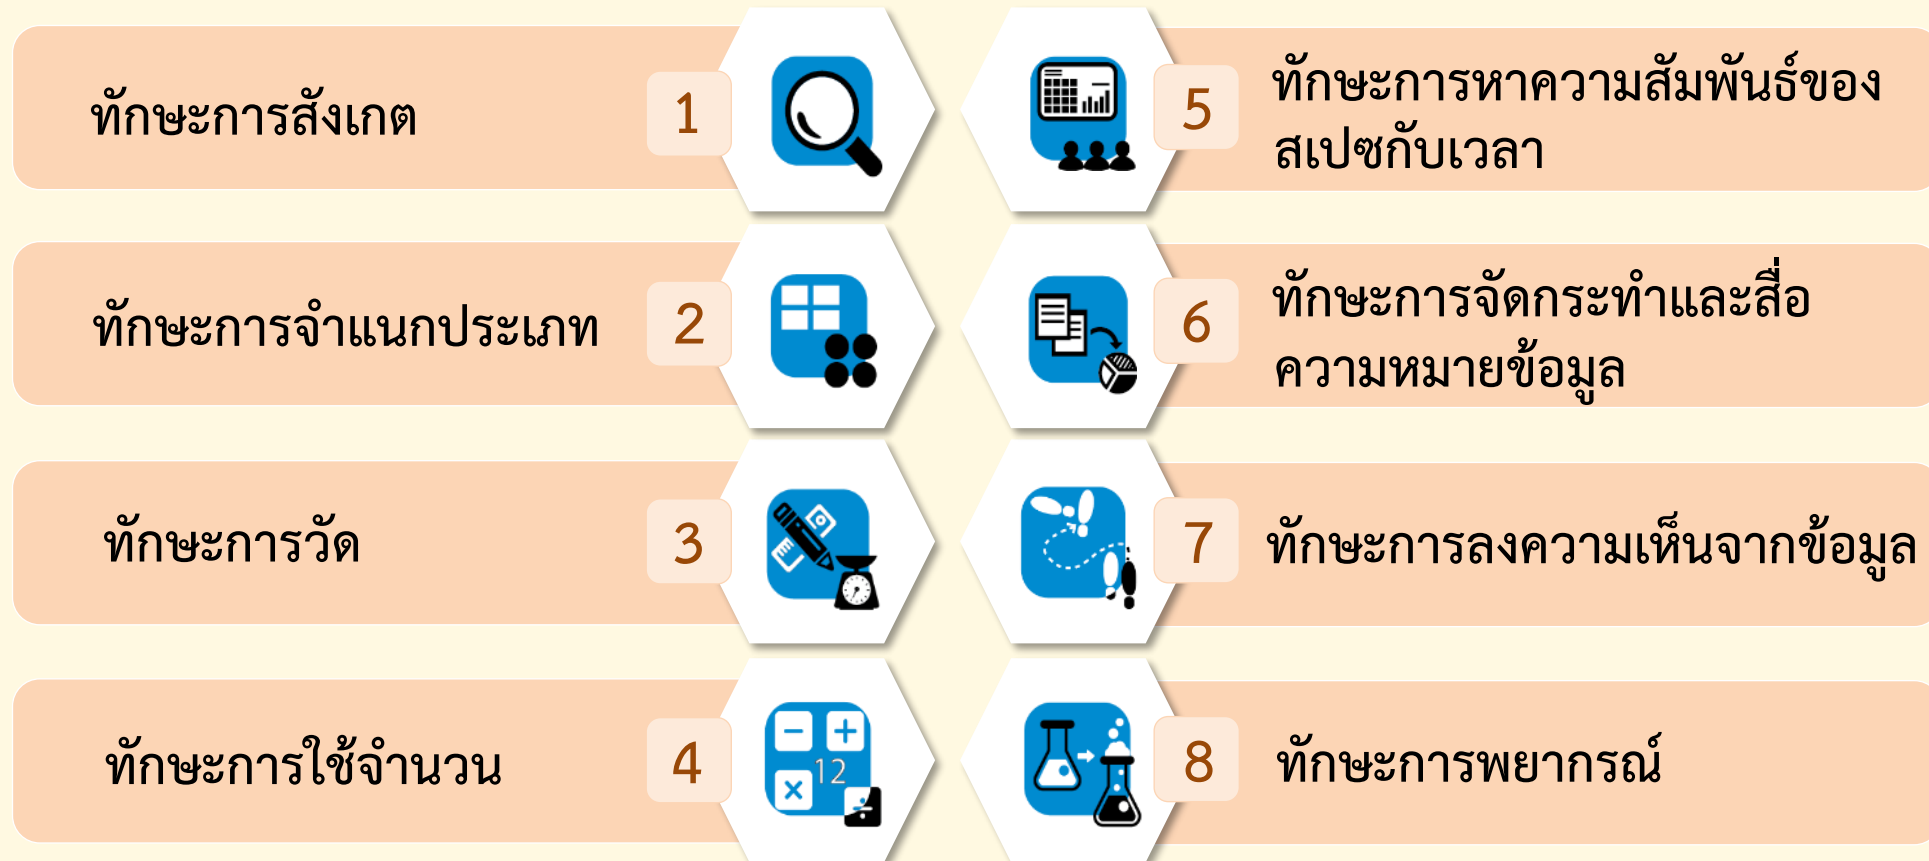 ทักษะการสังเกต
1
ทักษะการจำแนกประเภท
2
ทักษะการวัด
3
ทักษะการใช้จำนวน
4
12
5
ทักษะการหาความสัมพันธ์ของ
สเปซกับเวลา
6
ทักษะการจัดกระทำและสื่อ
ความหมายข้อมูล
7
ทักษะการลงความเห็นจากข้อมูล
8
ทักษะการพยากรณ์